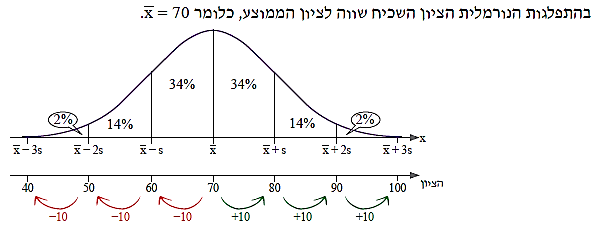 בהתפלגות הנורמלית הציון השכיח שווה לציון הממוצע, כלומר x̅ = 70.
34% 34%
2% 14% 14% 2%
x
x̅−3s x̅−2s x̅−s x̅ x̅+s x̅+2s x̅+3s
הציון
40 50 60 70 80 90 100
−10 −10 −10 +10 +10 +10